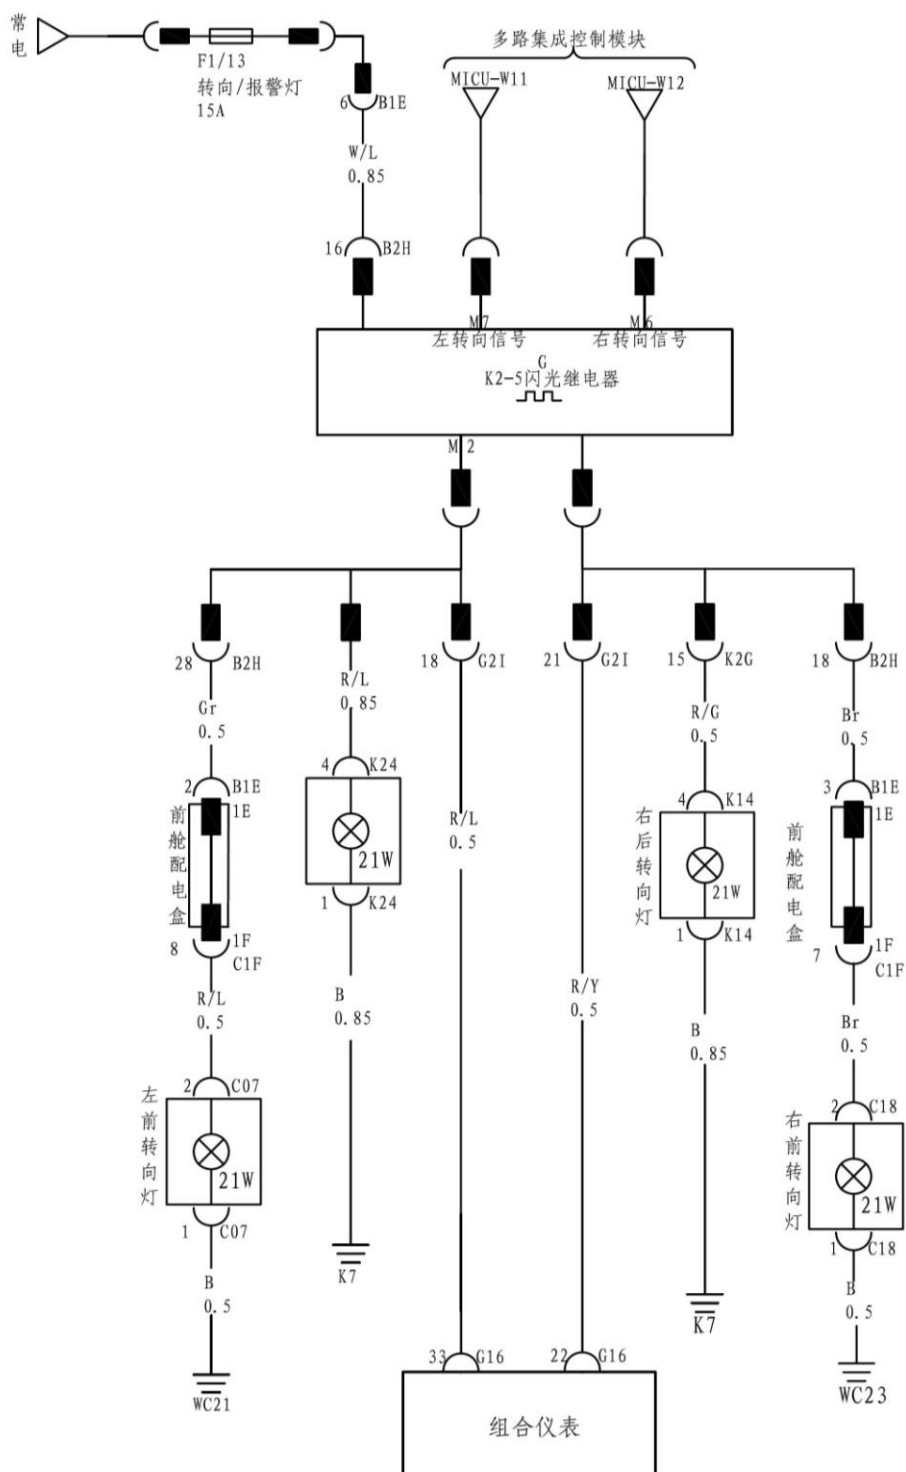 常
电
F1/13
转向/报警灯
15A
6 B1E
W/L
0.85
16 B2H
多路集成控制模块
MICU-W11
MICU-W12
M7
左转向信号
M6
右转向信号
G
K2-5闪光继电器
M12
28 B2H
18 G2I
21 G2I
15 K2G
18 B2H
Gr
0.5
R/L
0.85
R/G
0.5
Br
0.5
2 B1E
1E
前
舱
配
电
盒
8
1F
C1F
4 K24
21W
1 K24
R/L
0.5
4 K14
右
后
转
向
灯
21W
1 K14
3 B1E
1E
前
舱
配
电
盒
7
1F
C1F
R/L
0.5
B
0.85
R/Y
0.5
B
0.85
Br
0.5
2 C07
左
前
转
向
灯
21W
1 C07
2 C18
右
前
转
向
灯
21W
1 C18
B
0.5
K7
K7
B
0.5
WC21
33 G16
22 G16
WC23
组合仪表